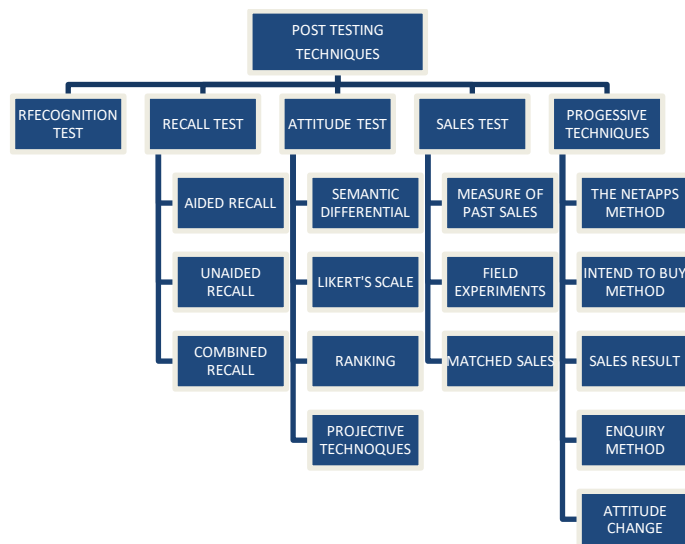 POST TESTING
TECHNIQUES
RFECOGNITION
TEST
RECALL TEST
ATTITUDE TEST
SALES TEST
PROGESSIVE
TECHNIQUES
AIDED RECALL
UNAIDED
RECALL
COMBINED
RECALL
SEMANTIC
DIFFERENTIAL
LIKERT'S SCALE
RANKING
PROJECTIVE
TECHNOQUES
MEASURE OF
PAST SALES
FIELD
EXPERIMENTS
MATCHED SALES
THE NETAPPS
METHOD
INTEND TO BUY
METHOD
SALES RESULT
ENQUIRY
METHOD
ATTITUDE
CHANGE